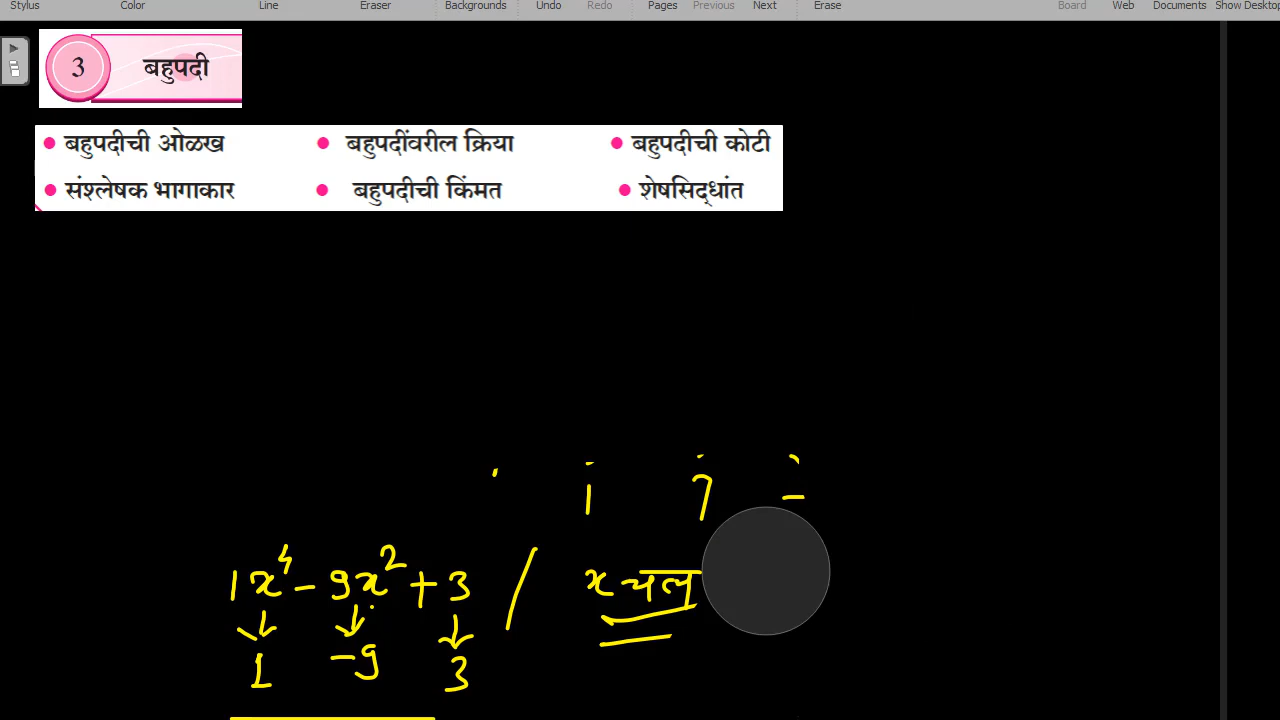 Stylus Color Line Eraser Backgrounds Undo Redo Pages Previous Next Erase Board Web Documents Show Desktop
3 बहुपदी
• बहुपदीची ओळख • बहुपदींवरील क्रिया • बहुपदीची कोटी
• संश्लेषक भागाकार • बहुपदीची किंमत • शेषसिद्धांत
1x⁴ - 9x² + 3 / x चल
↓ ↓ ↓
1 -9 3